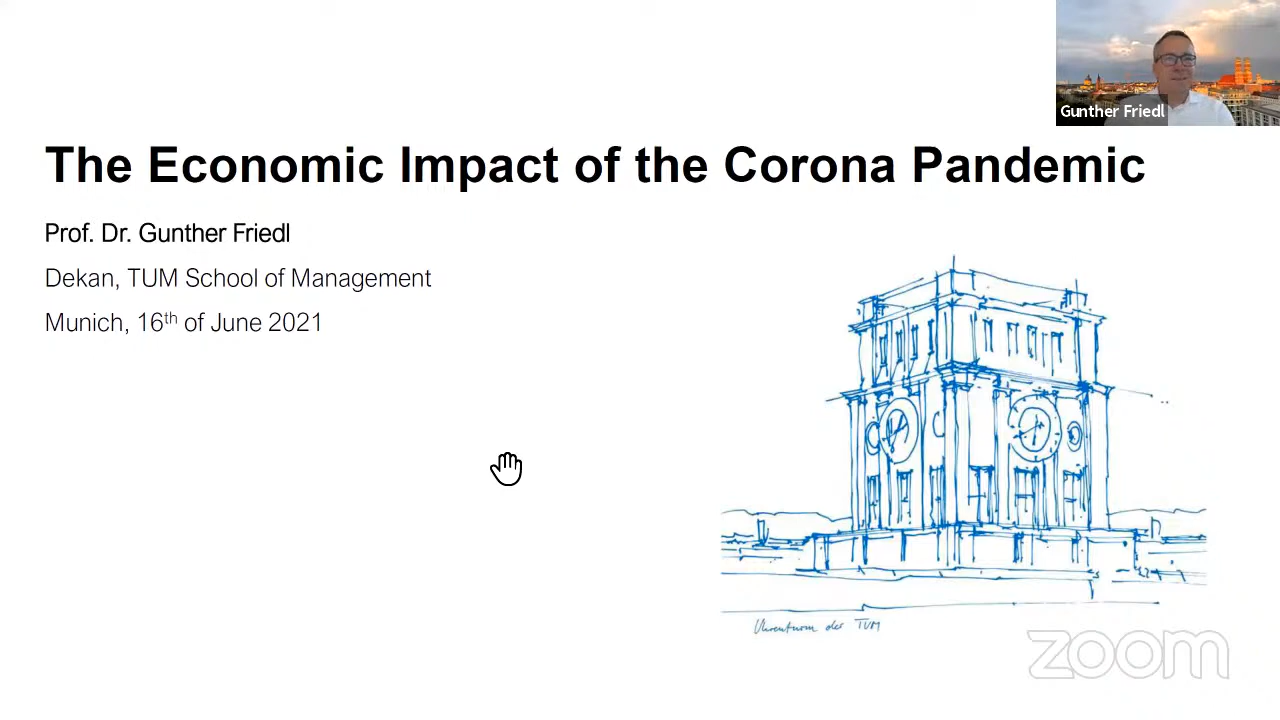 Gunther Friedl
The Economic Impact of the Corona Pandemic
Prof. Dr. Gunther Friedl
Dekan, TUM School of Management
Munich, 16th of June 2021
Uhrenturm der TUM
zoom